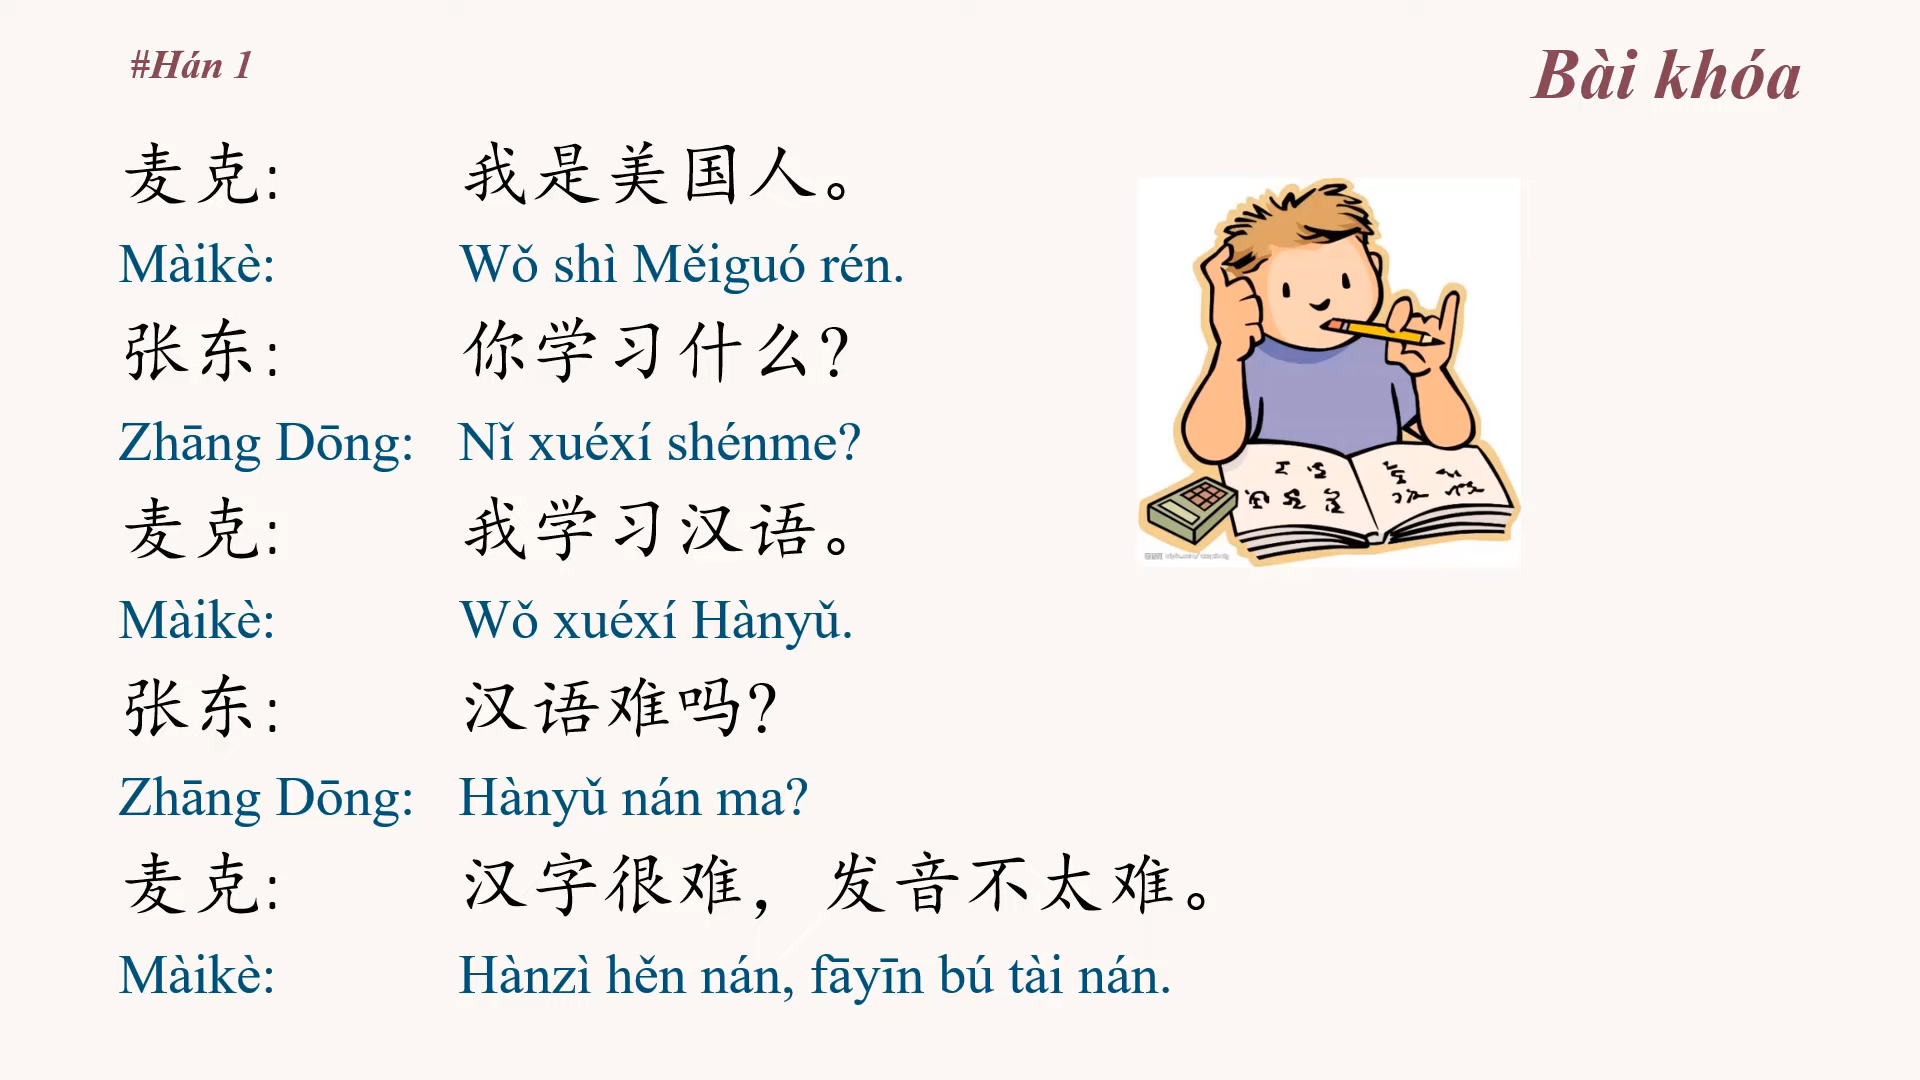 #Hán 1
Bài khóa
麦克: 我是美国人。
Màikè: Wǒ shì Měiguó rén.
张东: 你学习什么?
Zhāng Dōng: Nǐ xuéxí shénme?
麦克: 我学习汉语。
Màikè: Wǒ xuéxí Hànyǔ.
张东: 汉语难吗?
Zhāng Dōng: Hànyǔ nán ma?
麦克: 汉字很难，发音不太难。
Màikè: Hànzì hěn nán, fāyīn bú tài nán.